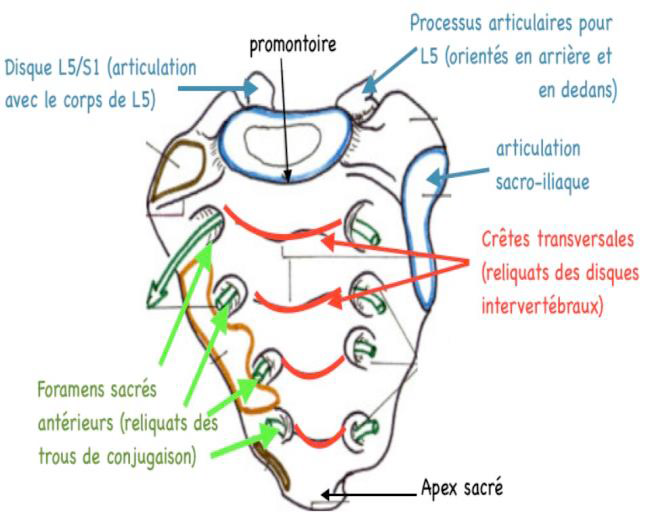 Processus articulaires pour
L5 (orientés en arrière et
en dedans)
promontoire
Disque L5/S1 (articulation
avec le corps de L5)
articulation
sacro-iliaque
Crêtes transversales
(reliquats des disques
intervertébraux)
Foramens sacrés
antérieurs (reliquats des
trous de conjugaison)
Apex sacré